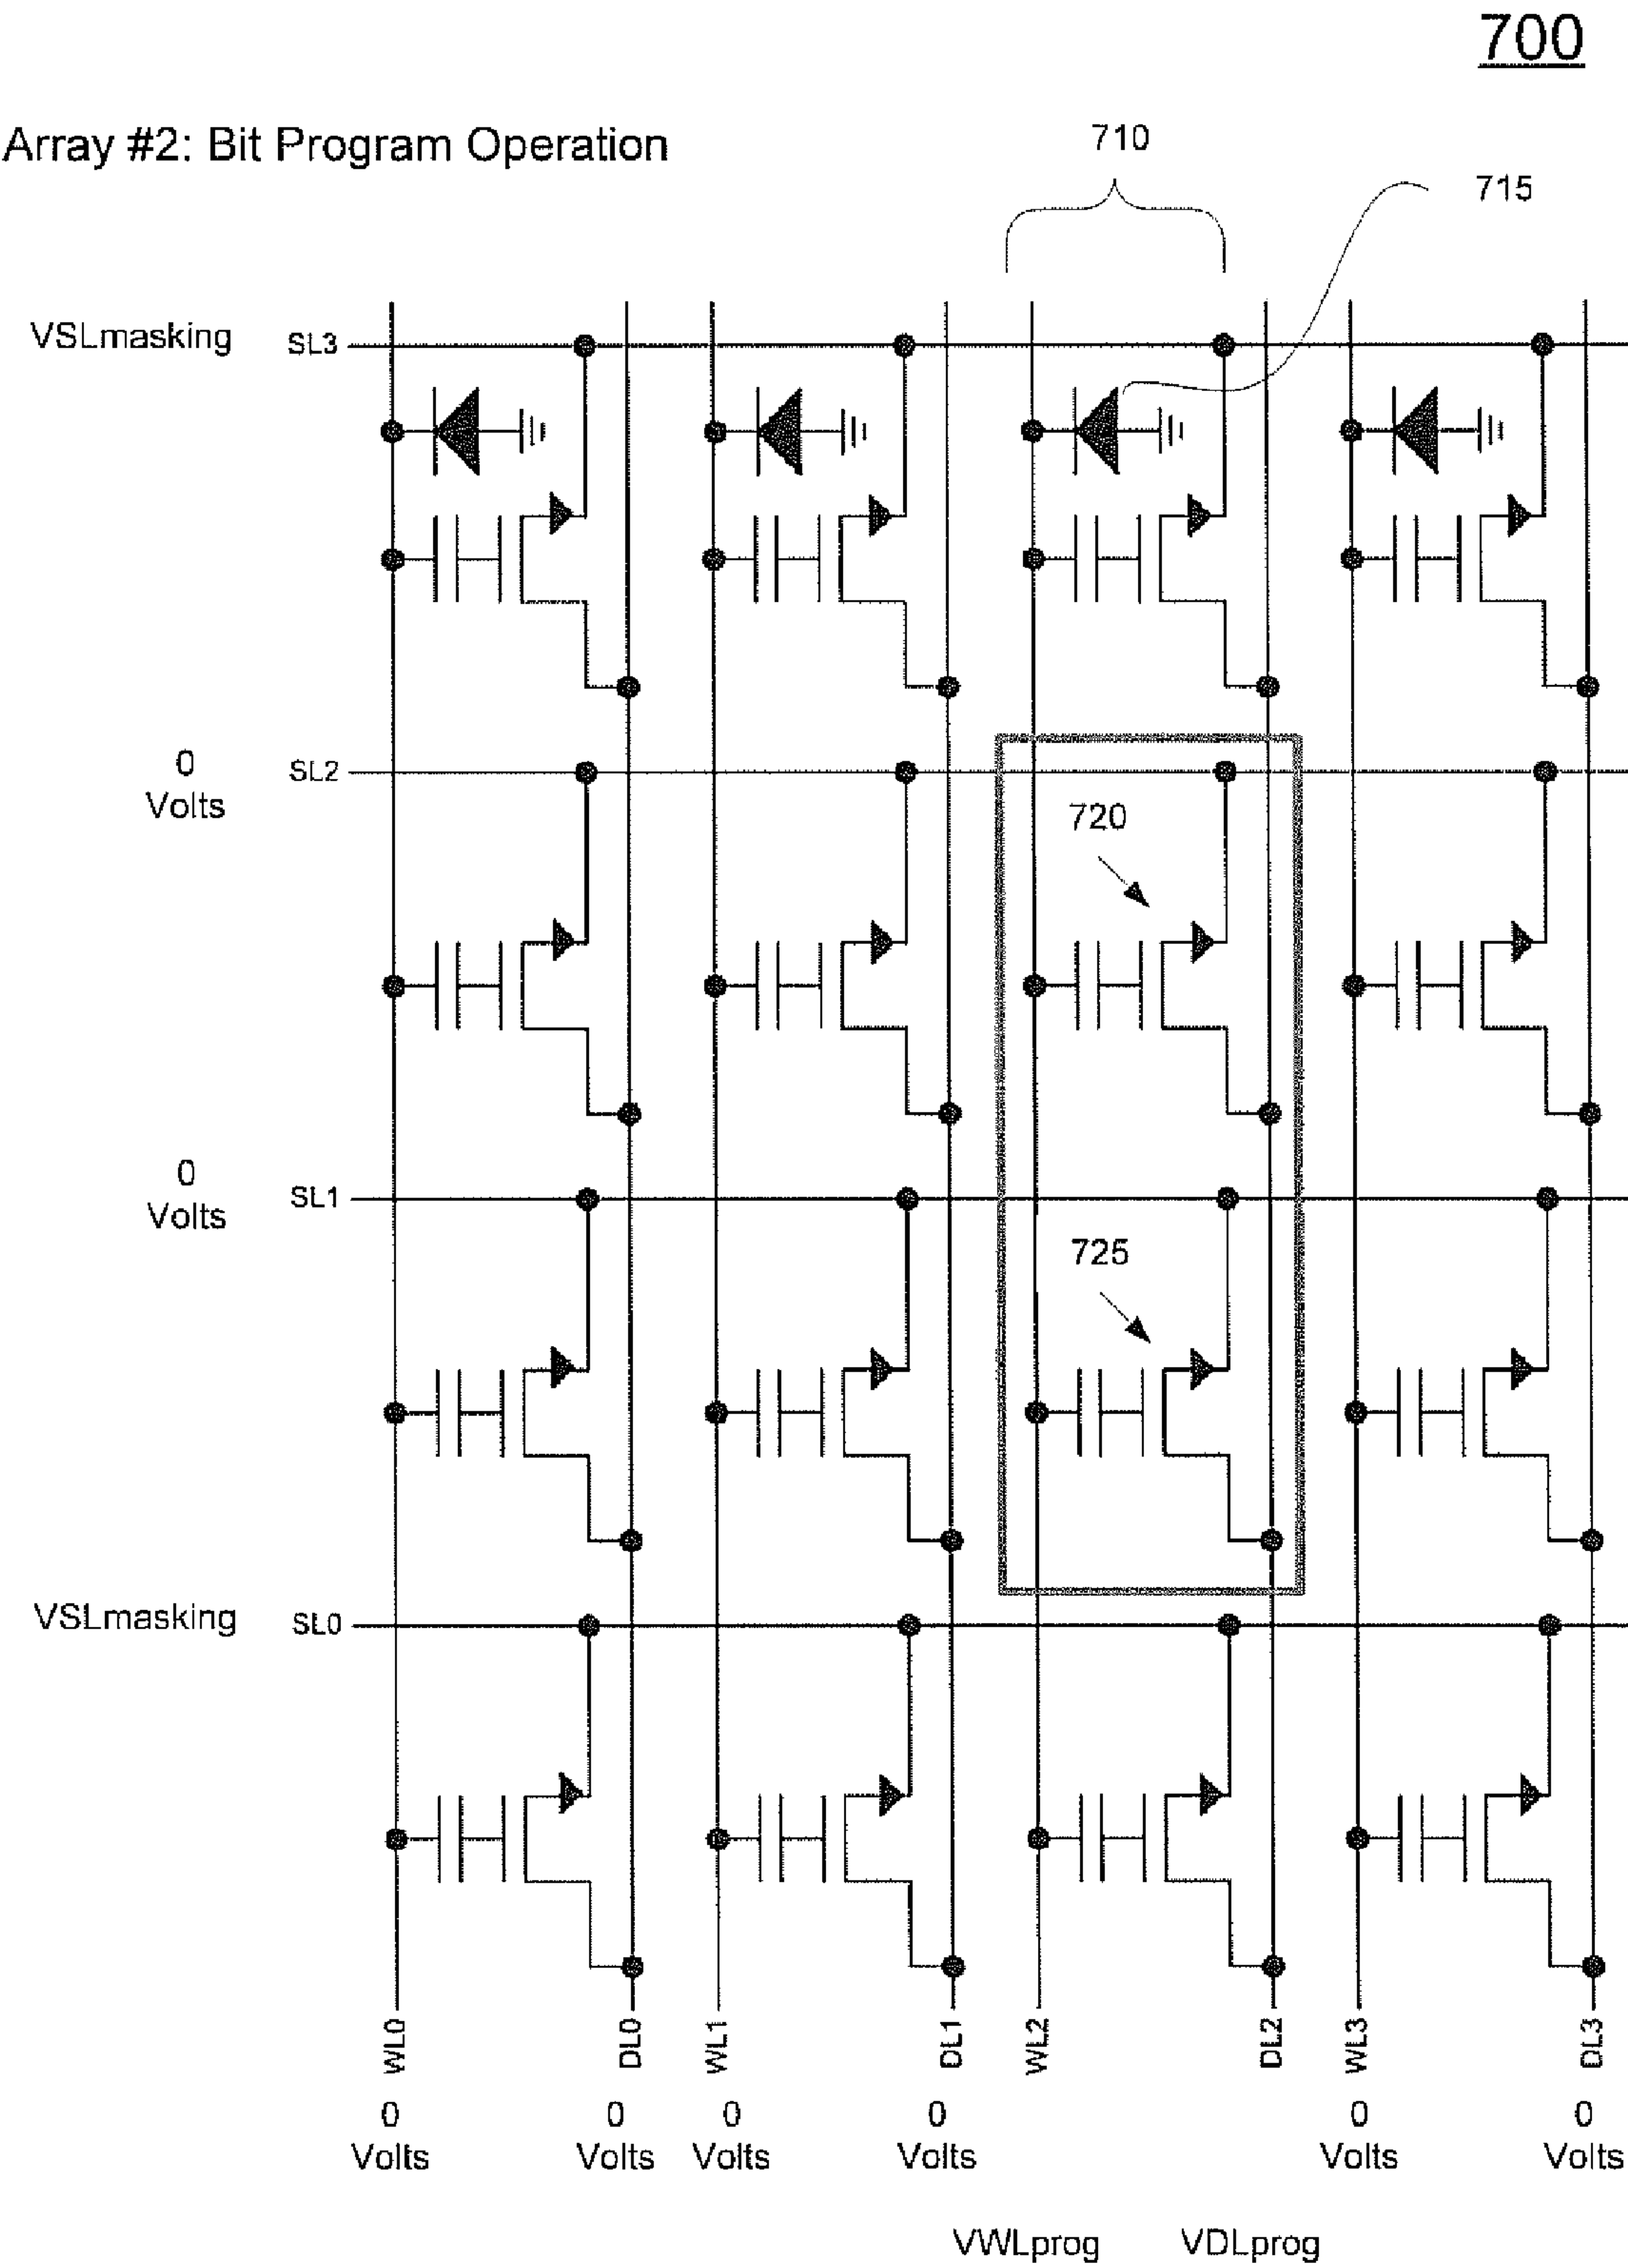 700
Array #2: Bit Program Operation
710
715
VSLmasking
SL3
0
Volts
SL2
720
0
Volts
SL1
725
VSLmasking
SL0
WL0
DL0
WL1
DL1
WL2
DL2
WL3
DL3
0 0 0 0 0 0
Volts Volts Volts Volts Volts Volts
VWLprog VDLprog